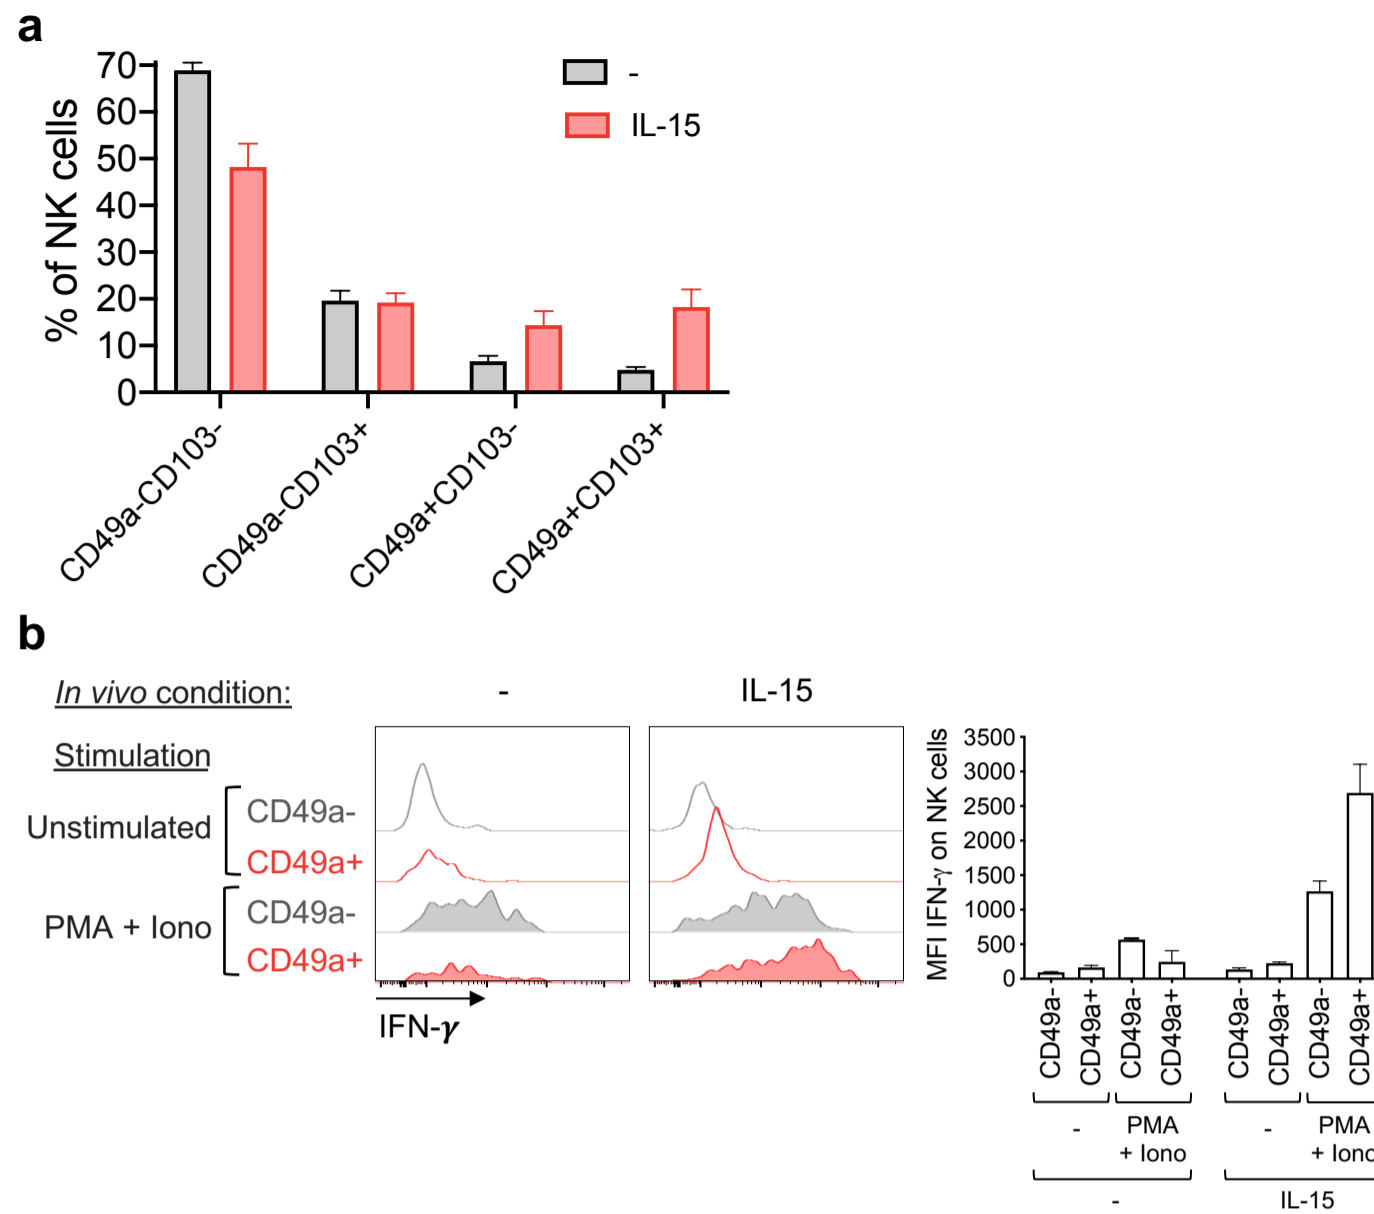 a
% of NK cells
70
60
50
40
30
20
10
0
-
IL-15
CD49a-CD103-
CD49a-CD103+
CD49a+CD103-
CD49a+CD103+
b
In vivo condition:
-
IL-15
Stimulation
Unstimulated
CD49a-
CD49a+
PMA + Iono
CD49a-
CD49a+
IFN-γ
MFI IFN-γ on NK cells
3500
3000
2500
2000
1500
1000
500
0
CD49a-
CD49a+
CD49a-
CD49a+
CD49a-
CD49a+
CD49a-
CD49a+
-
PMA
+ Iono
-
PMA
+ Iono
-
IL-15